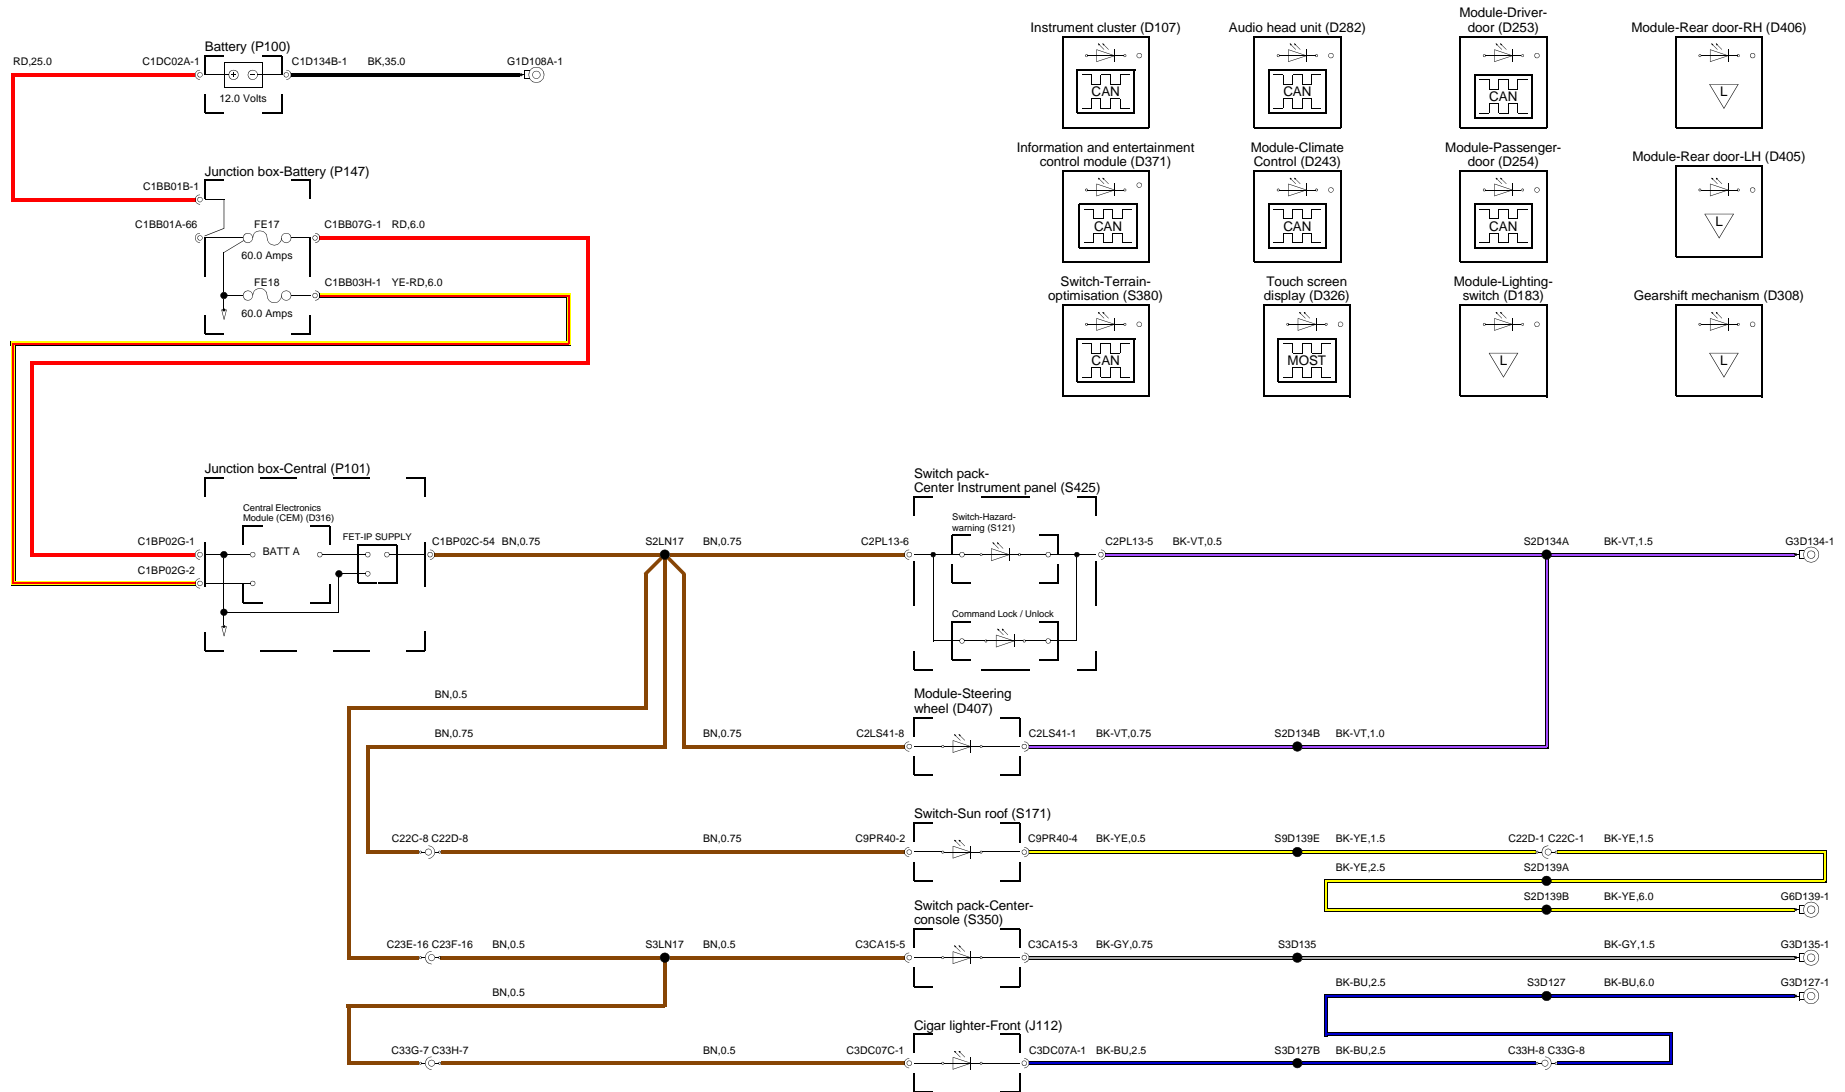 Battery (P100)
RD,25.0
C1DC02A-1
C1D134B-1
BK,35.0
G1D108A-1
12.0 Volts
Junction box-Battery (P147)
C1BB01B-1
C1BB01A-66
FE17
C1BB07G-1
RD,6.0
60.0 Amps
FE18
C1BB03H-1
YE-RD,6.0
60.0 Amps
Instrument cluster (D107)
CAN
Audio head unit (D282)
CAN
Module-Driver-
door (D253)
CAN
Module-Rear door-RH (D406)
L
Information and entertainment
control module (D371)
CAN
Module-Climate
Control (D243)
CAN
Module-Passenger-
door (D254)
CAN
Module-Rear door-LH (D405)
L
Switch-Terrain-
optimisation (S380)
CAN
Touch screen
display (D326)
MOST
Module-Lighting-
switch (D183)
L
Gearshift mechanism (D308)
L
Junction box-Central (P101)
Central Electronics
Module (CEM) (D316)
FET-IP SUPPLY
C1BP02G-1
BATT A
C1BP02C-54
BN,0.75
S2LN17
BN,0.75
C1BP02G-2
Switch pack-
Center Instrument panel (S425)
Switch-Hazard-
warning (S121)
C2PL13-6
C2PL13-5
BK-VT,0.5
S2D134A
BK-VT,1.5
G3D134-1
Command Lock / Unlock
BN,0.5
Module-Steering
wheel (D407)
BN,0.75
BN,0.75
C2LS41-8
C2LS41-1
BK-VT,0.75
S2D134B
BK-VT,1.0
Switch-Sun roof (S171)
C22C-8 C22D-8
BN,0.75
C9PR40-2
C9PR40-4
BK-YE,0.5
S9D139E
BK-YE,1.5
C22D-1 C22C-1
BK-YE,1.5
BK-YE,2.5
S2D139A
S2D139B
BK-YE,6.0
G6D139-1
Switch pack-Center-
console (S350)
C23E-16 C23F-16
BN,0.5
S3LN17
BN,0.5
C3CA15-5
C3CA15-3
BK-GY,0.75
S3D135
BK-GY,1.5
G3D135-1
BN,0.5
BK-BU,2.5
S3D127
BK-BU,6.0
G3D127-1
Cigar lighter-Front (J112)
C33G-7 C33H-7
BN,0.5
C3DC07C-1
C3DC07A-1
BK-BU,2.5
S3D127B
BK-BU,2.5
C33H-8 C33G-8